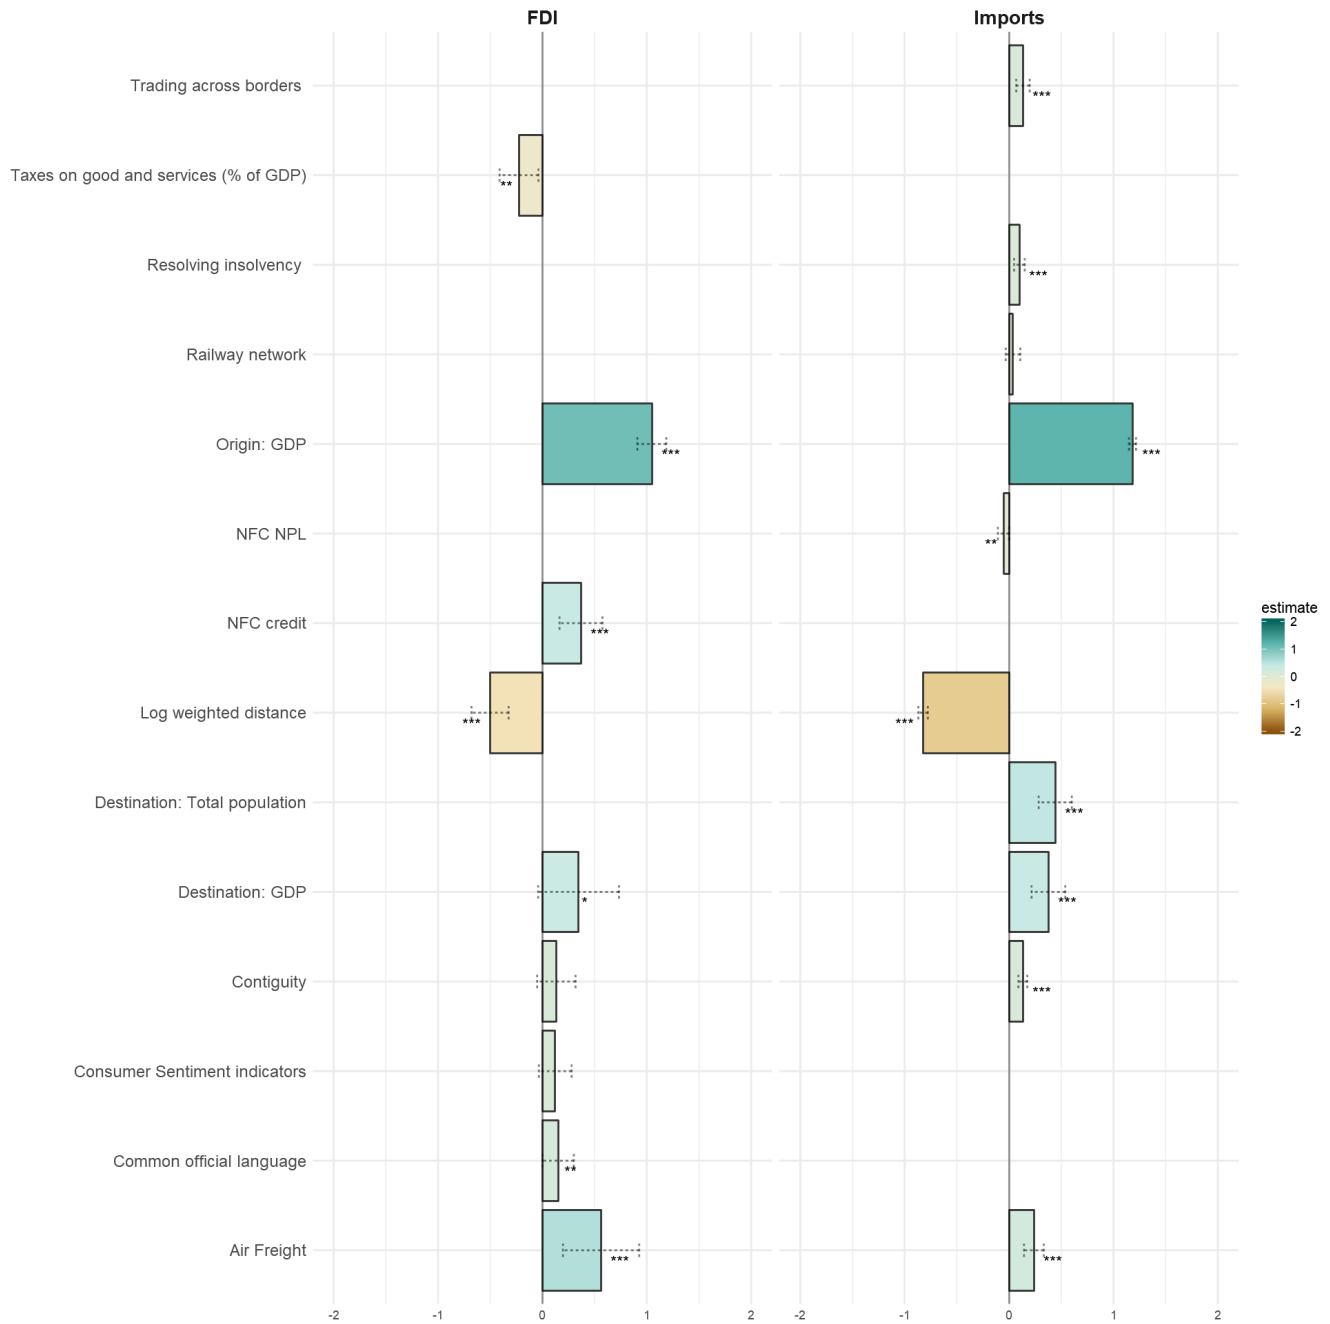 FDI Imports
Trading across borders ***
Taxes on good and services (% of GDP) **
Resolving insolvency ***
Railway network
Origin: GDP *** ***
NFC NPL **
NFC credit ***
Log weighted distance *** ***
Destination: Total population ***
Destination: GDP * ***
Contiguity ***
Consumer Sentiment indicators
Common official language **
Air Freight *** ***
-2 -1 0 1 2 -2 -1 0 1 2
estimate
2
1
0
-1
-2